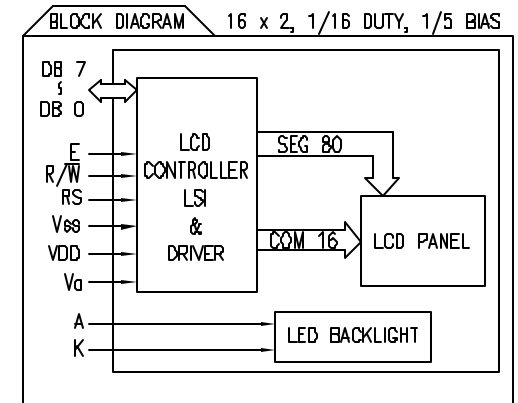 BLOCK DIAGRAM 16 x 2, 1/16 DUTY, 1/5 BIAS
DB 7
DB 0
E
R/W̅
RS
Vss
VDD
Va
A
K
LCD
CONTROLLER
LSI
&
DRIVER
SEG 80
COM 16
LCD PANEL
LED BACKLIGHT